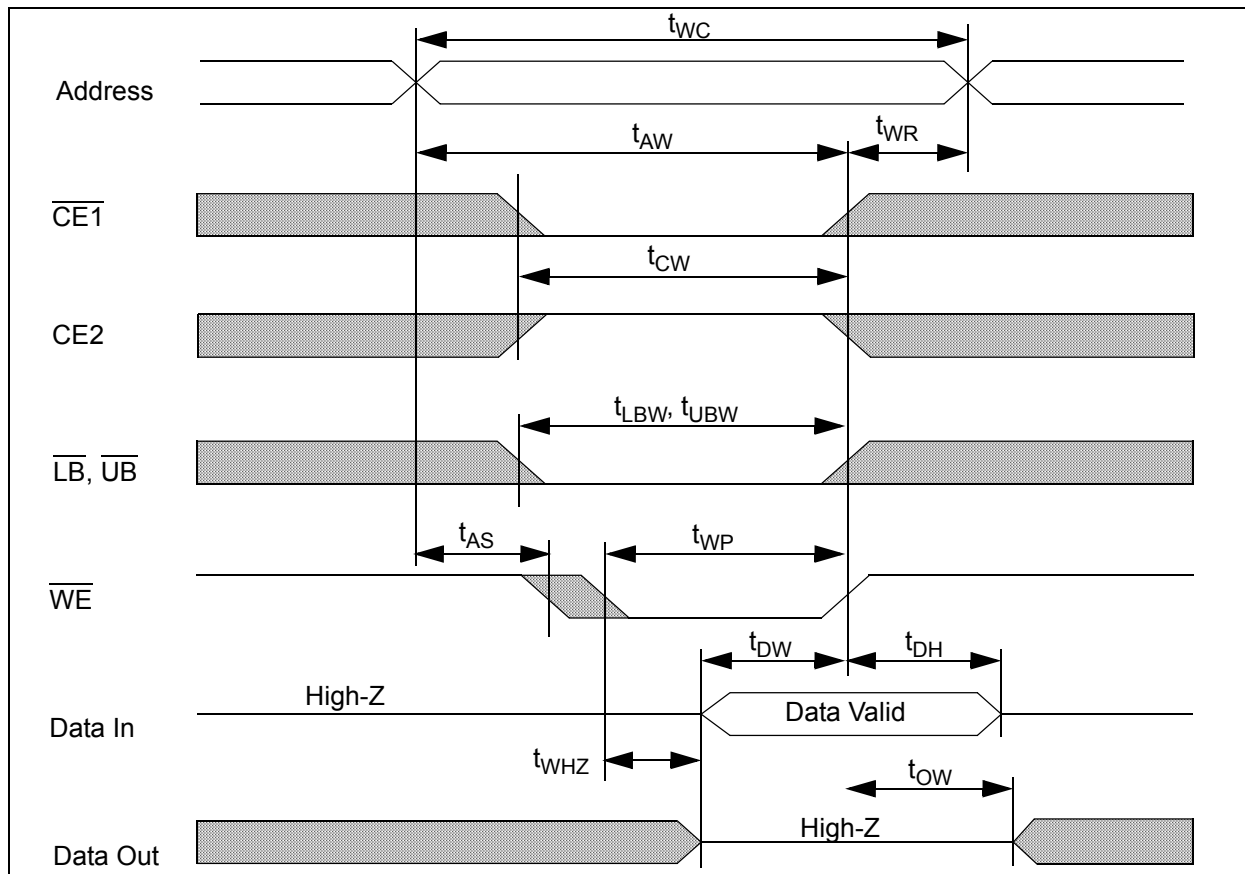 tWC
Address
tAW
tWR
CE1
tCW
CE2
tLBW, tUBW
LB, UB
tAS
tWP
WE
tDW
tDH
High-Z
Data Valid
Data In
tWHZ
tOW
High-Z
Data Out